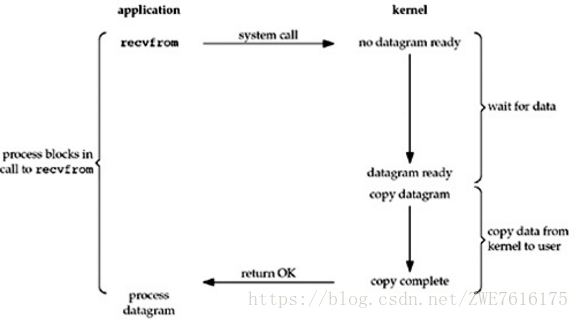 application
kernel
recvfrom
system call
no datagram ready
wait for data
process blocks in
call to recvfrom
datagram ready
copy datagram
copy data from
kernel to user
return OK
copy complete
process
datagram
https://blog.csdn.net/ZWE7616175